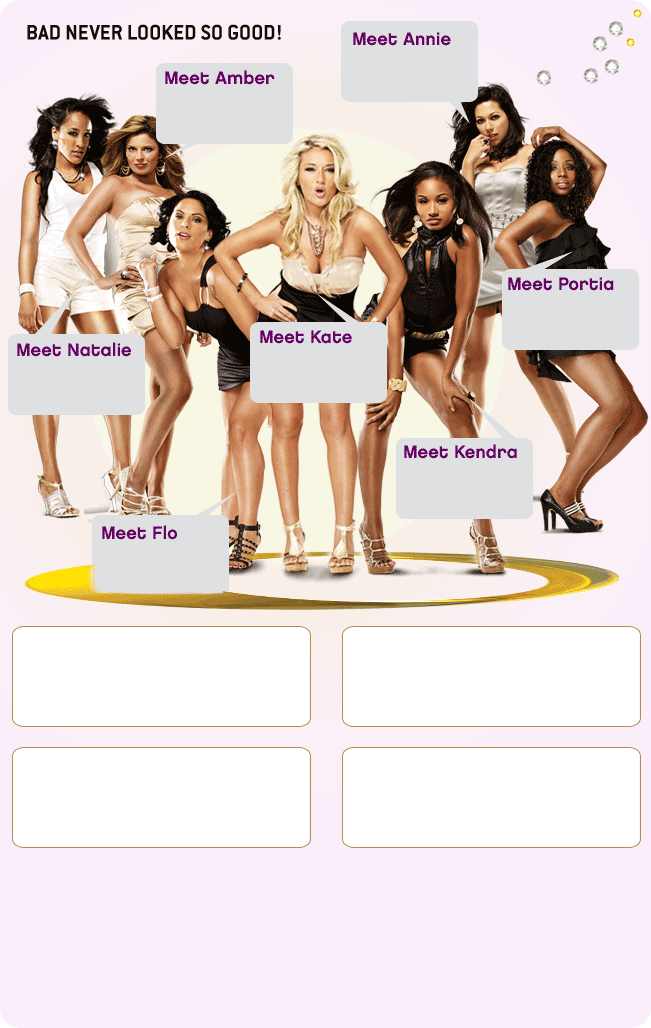 BAD NEVER LOOKED SO GOOD!
Meet Annie
Meet Amber
Meet Portia
Meet Natalie
Meet Kate
Meet Kendra
Meet Flo